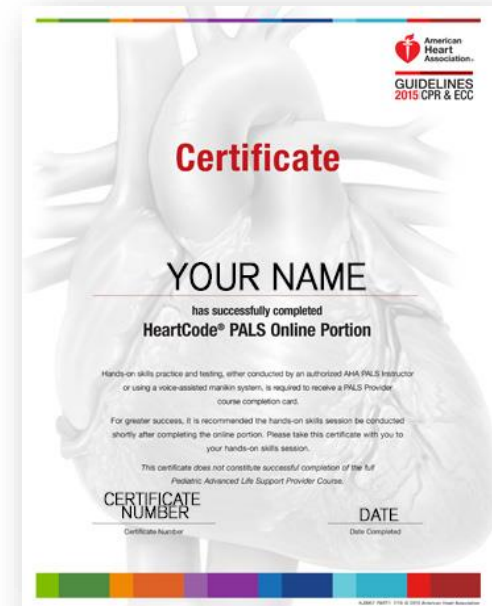 American
Heart
Association®
GUIDELINES
2015 CPR & ECC
Certificate
YOUR NAME
has successfully completed
HeartCode® PALS Online Portion
Hands-on skills practice and testing, either conducted by an authorized AHA PALS Instructor
or using a voice-assisted manikin system, is required to receive a PALS Provider
course completion card.
For greater success, it is recommended the hands-on skills session be conducted
shortly after completing the online portion. Please take this certificate with you to
your hands-on skills session.
This certificate does not constitute successful completion of the full
Pediatric Advanced Life Support Provider Course.
CERTIFICATE
NUMBER
Certificate Number
DATE
Date Completed
American Heart Association